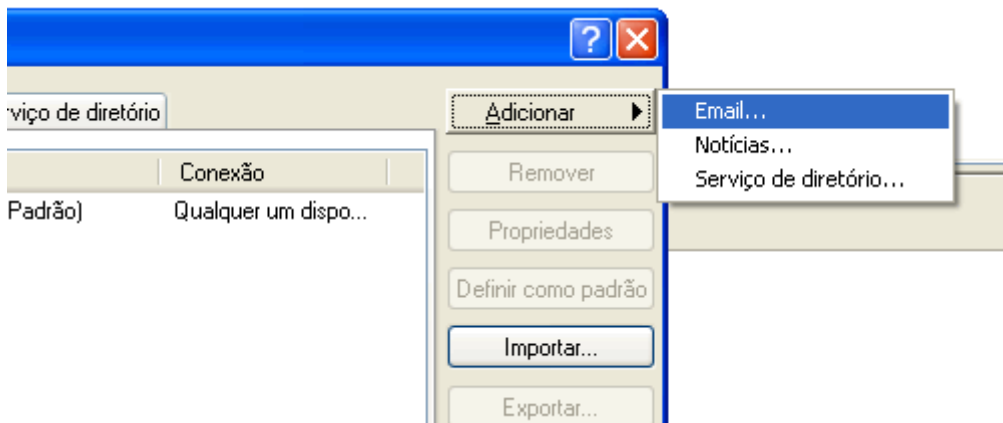 rviço de diretório
Adicionar
Email...
Notícias...
Serviço de diretório...
Conexão
Remover
Padrão)
Qualquer um dispo...
Propriedades
Definir como padrão
Importar...
Exportar...